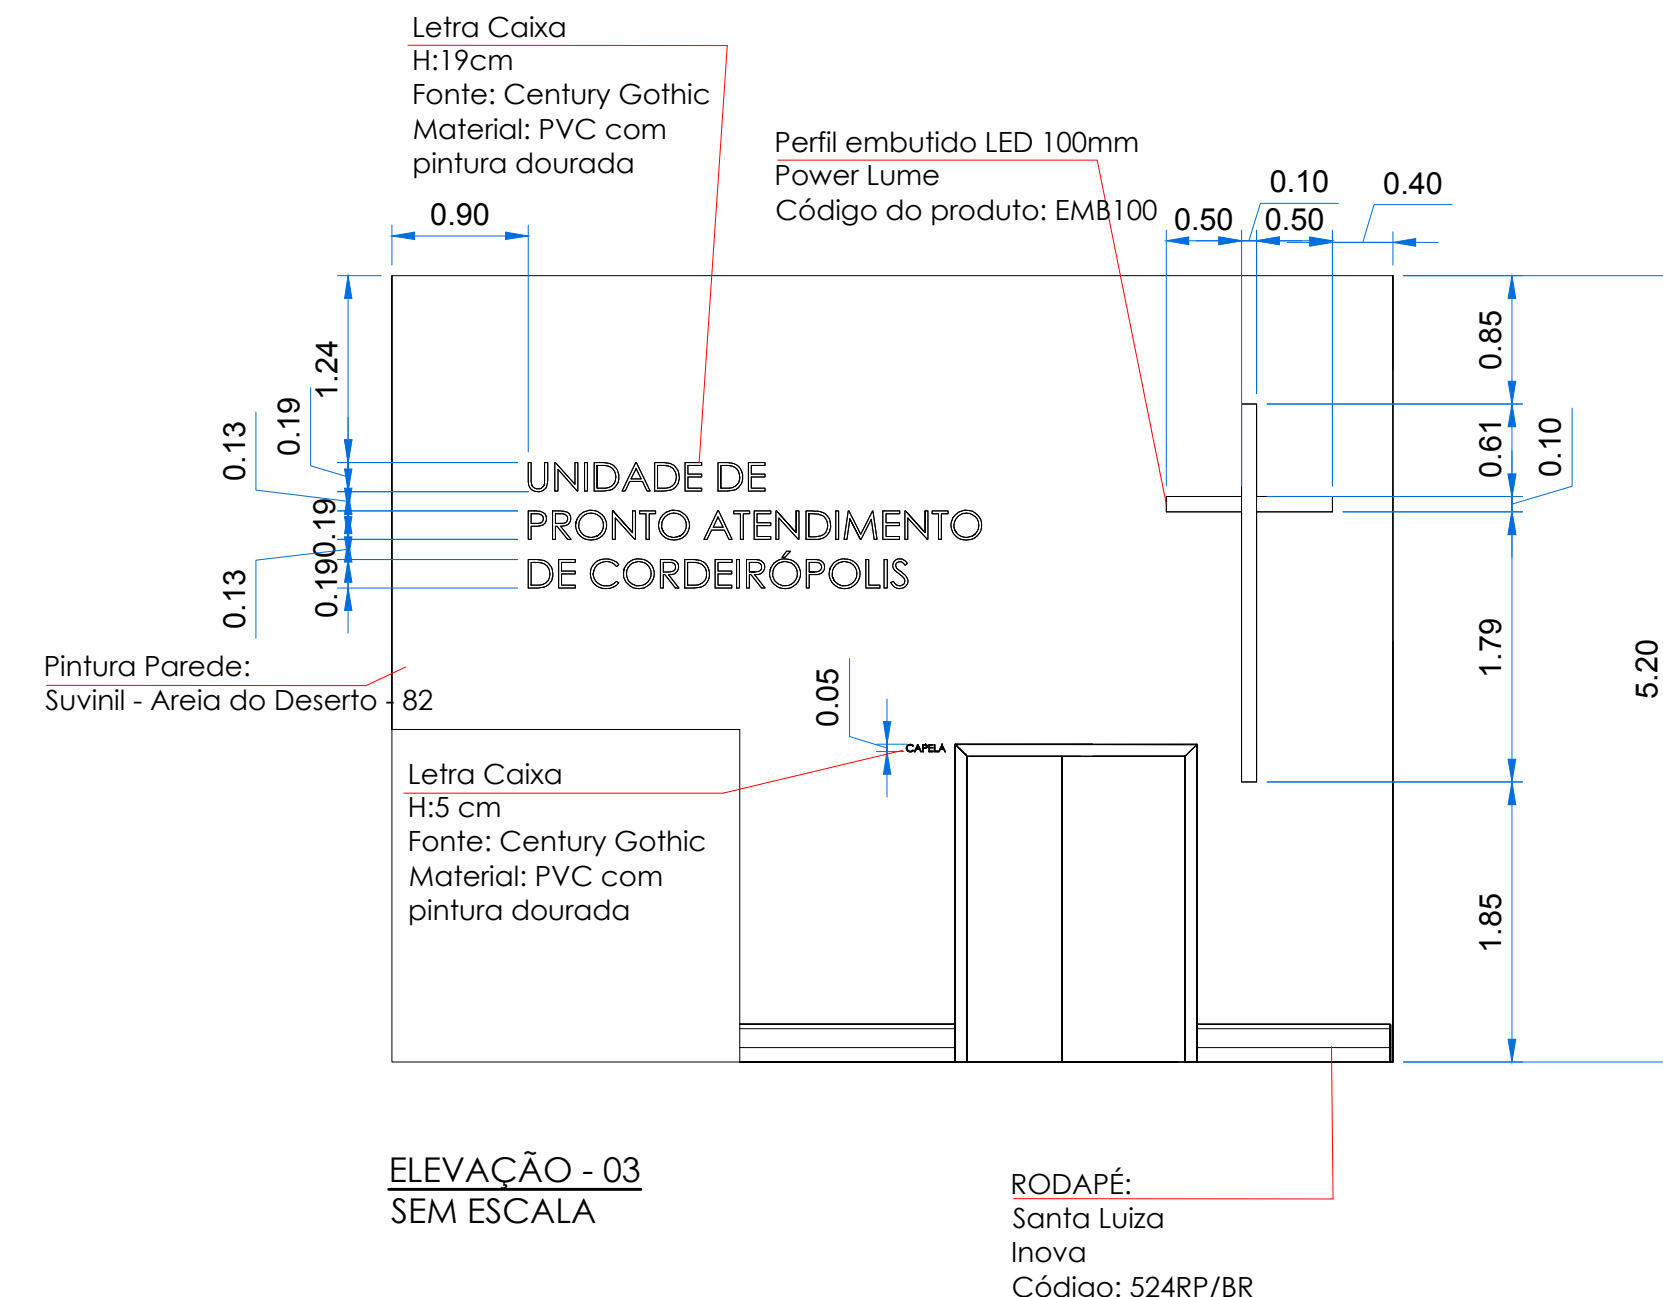 Letra Caixa
H:19cm
Fonte: Century Gothic
Material: PVC com
pintura dourada
Perfil embutido LED 100mm
Power Lume
Código do produto: EMB100
0.90
0.50
0.10
0.50
0.40
1.24
0.19
0.13
0.19
0.13
0.19
UNIDADE DE
PRONTO ATENDIMENTO
DE CORDEIRÓPOLIS
0.85
0.61
0.10
1.79
1.85
5.20
Pintura Parede:
Suvinil - Areia do Deserto - 82
0.05
CAPELA
Letra Caixa
H:5 cm
Fonte: Century Gothic
Material: PVC com
pintura dourada
ELEVAÇÃO - 03
SEM ESCALA
RODAPÉ:
Santa Luiza
Inova
Código: 524RP/BR